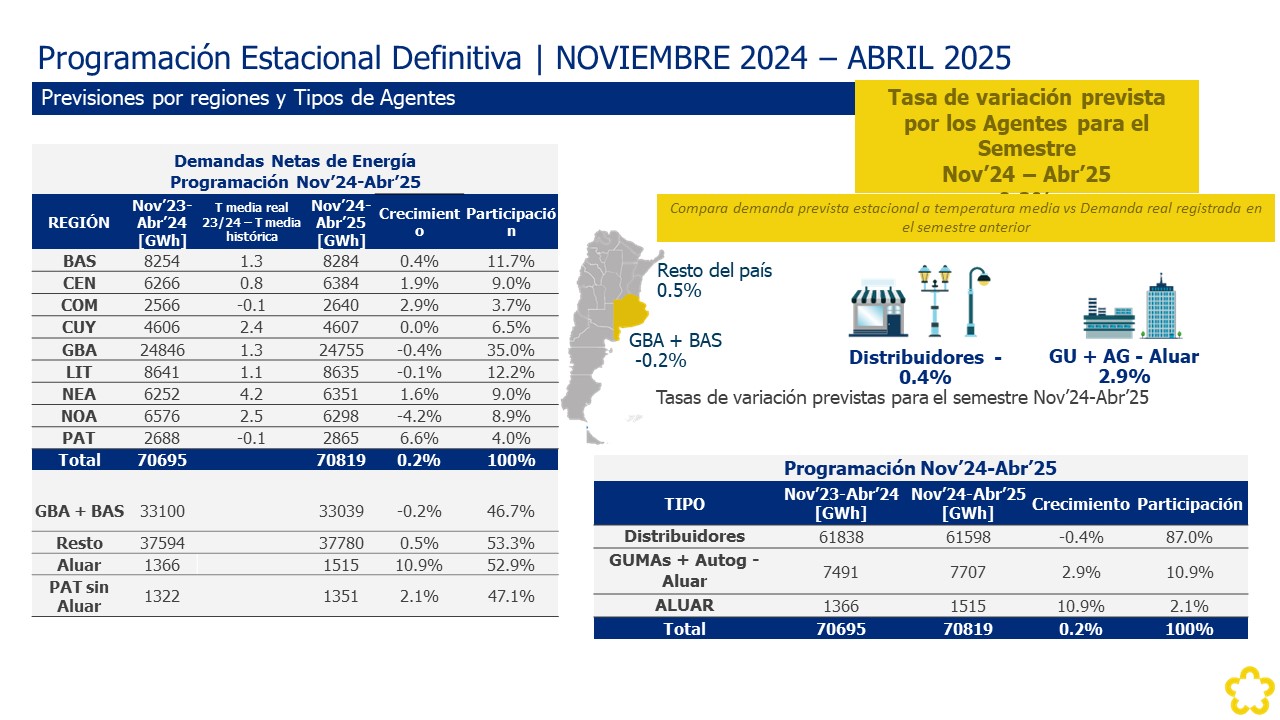 Programación Estacional Definitiva | NOVIEMBRE 2024 – ABRIL 2025
Previsiones por regiones y Tipos de Agentes
Tasa de variación prevista
por los Agentes para el
Semestre
Nov’24 – Abr’25
Compara demanda prevista estacional a temperatura media vs Demanda real registrada en
el semestre anterior
Demandas Netas de Energía
Programación Nov’24-Abr’25
REGIÓN Nov’23-Abr’24 [GWh] T media real 23/24 – T media histórica Nov’24-Abr’25 [GWh] Crecimiento Participación
BAS 8254 1.3 8284 0.4% 11.7%
CEN 6266 0.8 6384 1.9% 9.0%
COM 2566 -0.1 2640 2.9% 3.7%
CUY 4606 2.4 4607 0.0% 6.5%
GBA 24846 1.3 24755 -0.4% 35.0%
LIT 8641 1.1 8635 -0.1% 12.2%
NEA 6252 4.2 6351 1.6% 9.0%
NOA 6576 2.5 6298 -4.2% 8.9%
PAT 2688 -0.1 2865 6.6% 4.0%
Total 70695 70819 0.2% 100%
GBA + BAS 33100 33039 -0.2% 46.7%
Resto 37594 37780 0.5% 53.3%
Aluar 1366 1515 10.9% 52.9%
PAT sin Aluar 1322 1351 2.1% 47.1%
Resto del país
0.5%
GBA + BAS
-0.2%
Distribuidores -
0.4%
GU + AG - Aluar
2.9%
Tasas de variación previstas para el semestre Nov’24-Abr’25
Programación Nov’24-Abr’25
TIPO Nov’23-Abr’24 [GWh] Nov’24-Abr’25 [GWh] Crecimiento Participación
Distribuidores 61838 61598 -0.4% 87.0%
GUMAs + Autog - Aluar 7491 7707 2.9% 10.9%
ALUAR 1366 1515 10.9% 2.1%
Total 70695 70819 0.2% 100%